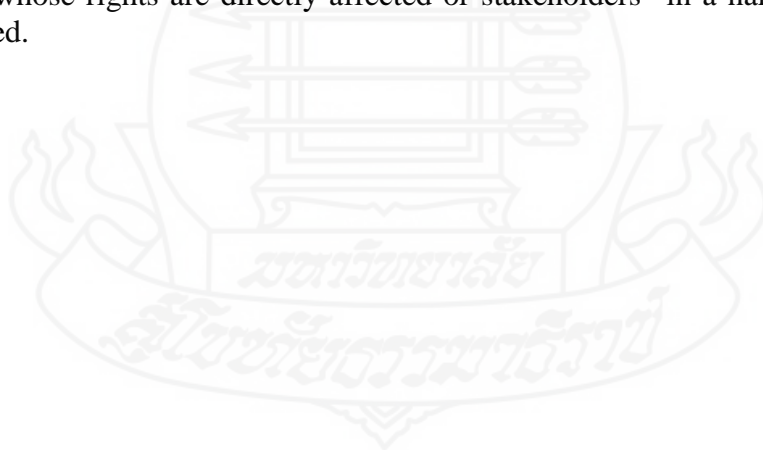 whose rights are directly affected or stakeholders" in a
ed.
มหาวิทยาลัย
สุโขทัยธรรมาธิราช